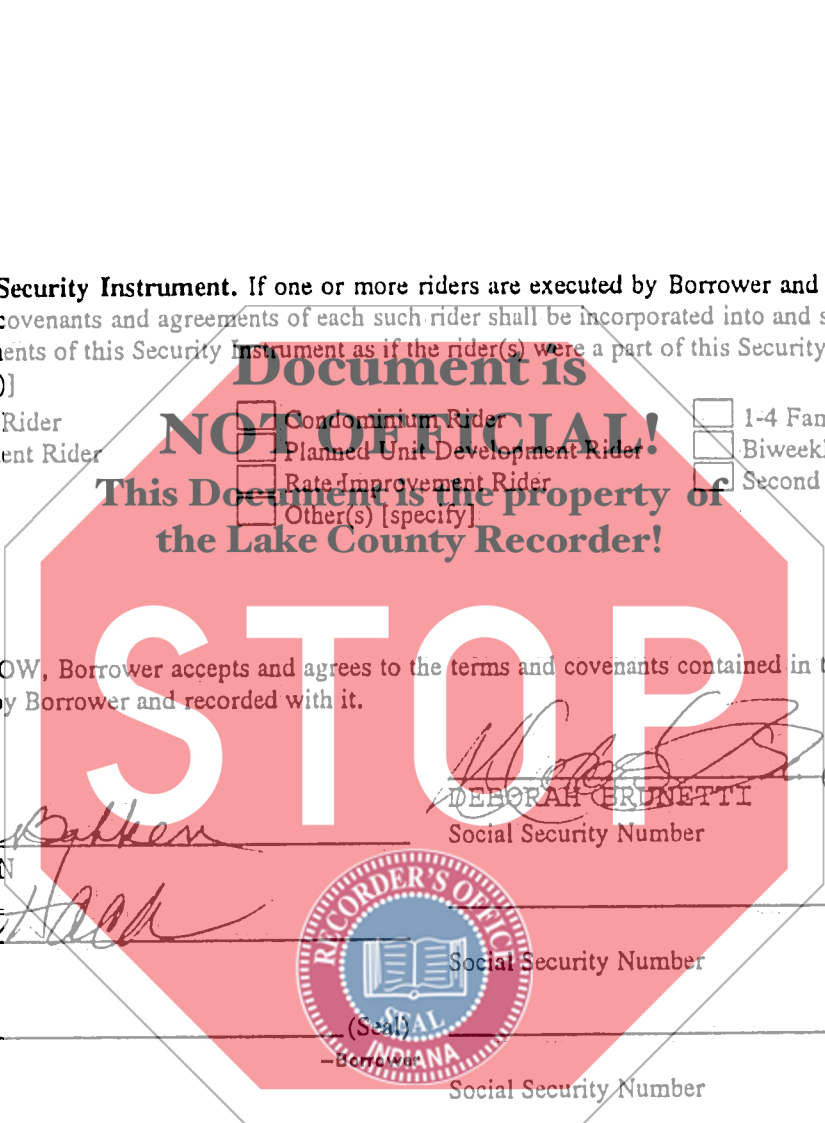 Security Instrument. If one or more riders are executed by Borrower and
covenants and agreements of each such rider shall be incorporated into and s
ents of this Security Instrument as if the rider(s) were a part of this Security
)]
Document is
Rider Condominium Rider 1-4 Fam
NOT OFFICIAL!
ent Rider Planned Unit Development Rider Biweekl
Rate Improvement Rider Second
This Document is the property of
Other(s) [specify]
the Lake County Recorder!
STOP
OW, Borrower accepts and agrees to the terms and covenants contained in t
by Borrower and recorded with it.
DEBORAH BRUNETTI
Bakken Social Security Number
N
Haan
RECORDER'S OFFICE
Social Security Number
SEAL
(Seal)
INDIANA
–Borrower
Social Security Number